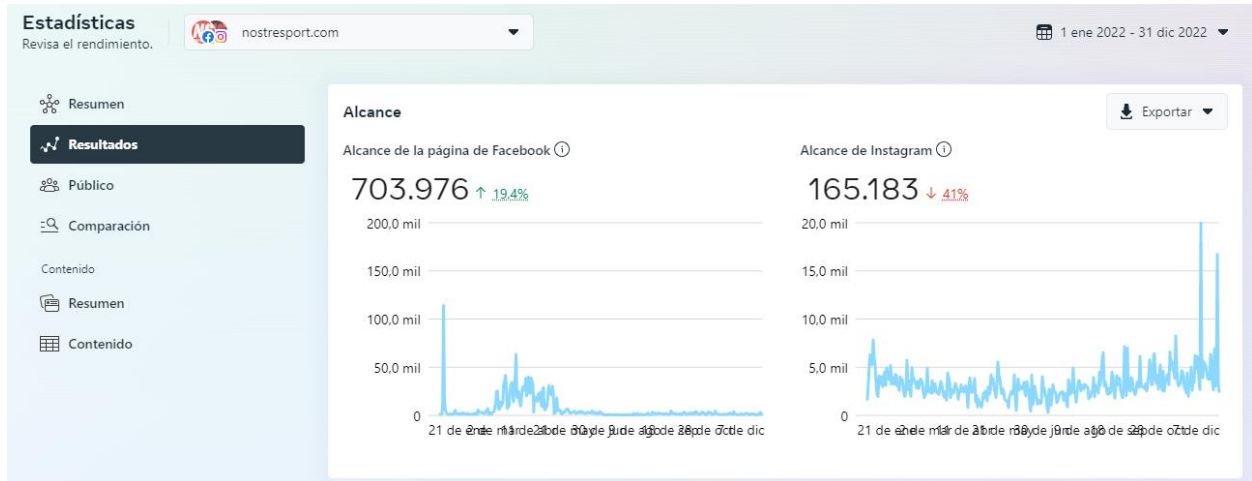 Estadísticas
Revisa el rendimiento.
nostresport.com
1 ene 2022 - 31 dic 2022
Resumen
Resultados
Público
Comparación
Contenido
Resumen
Contenido
Alcance
Exportar
Alcance de la página de Facebook
703.976 ↑ 19.4%
200,0 mil
150,0 mil
100,0 mil
50,0 mil
0
21 de
Alcance de Instagram
165.183 ↓ 41%
20,0 mil
15,0 mil
10,0 mil
5,0 mil
0
21 de